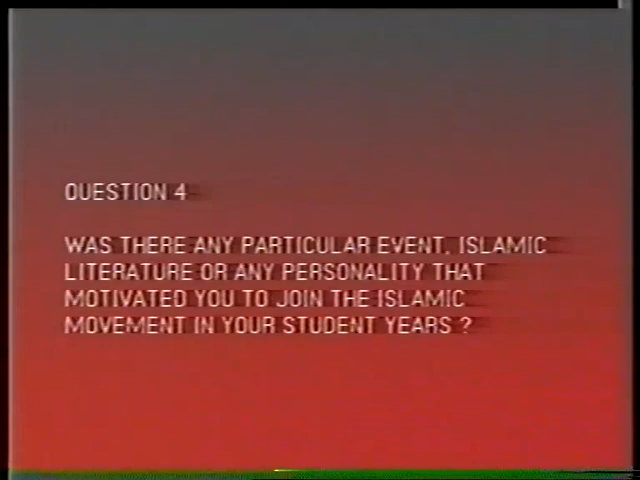 QUESTION 4
WAS THERE ANY PARTICULAR EVENT, ISLAMIC
LITERATURE OR ANY PERSONALITY THAT
MOTIVATED YOU TO JOIN THE ISLAMIC
MOVEMENT IN YOUR STUDENT YEARS ?